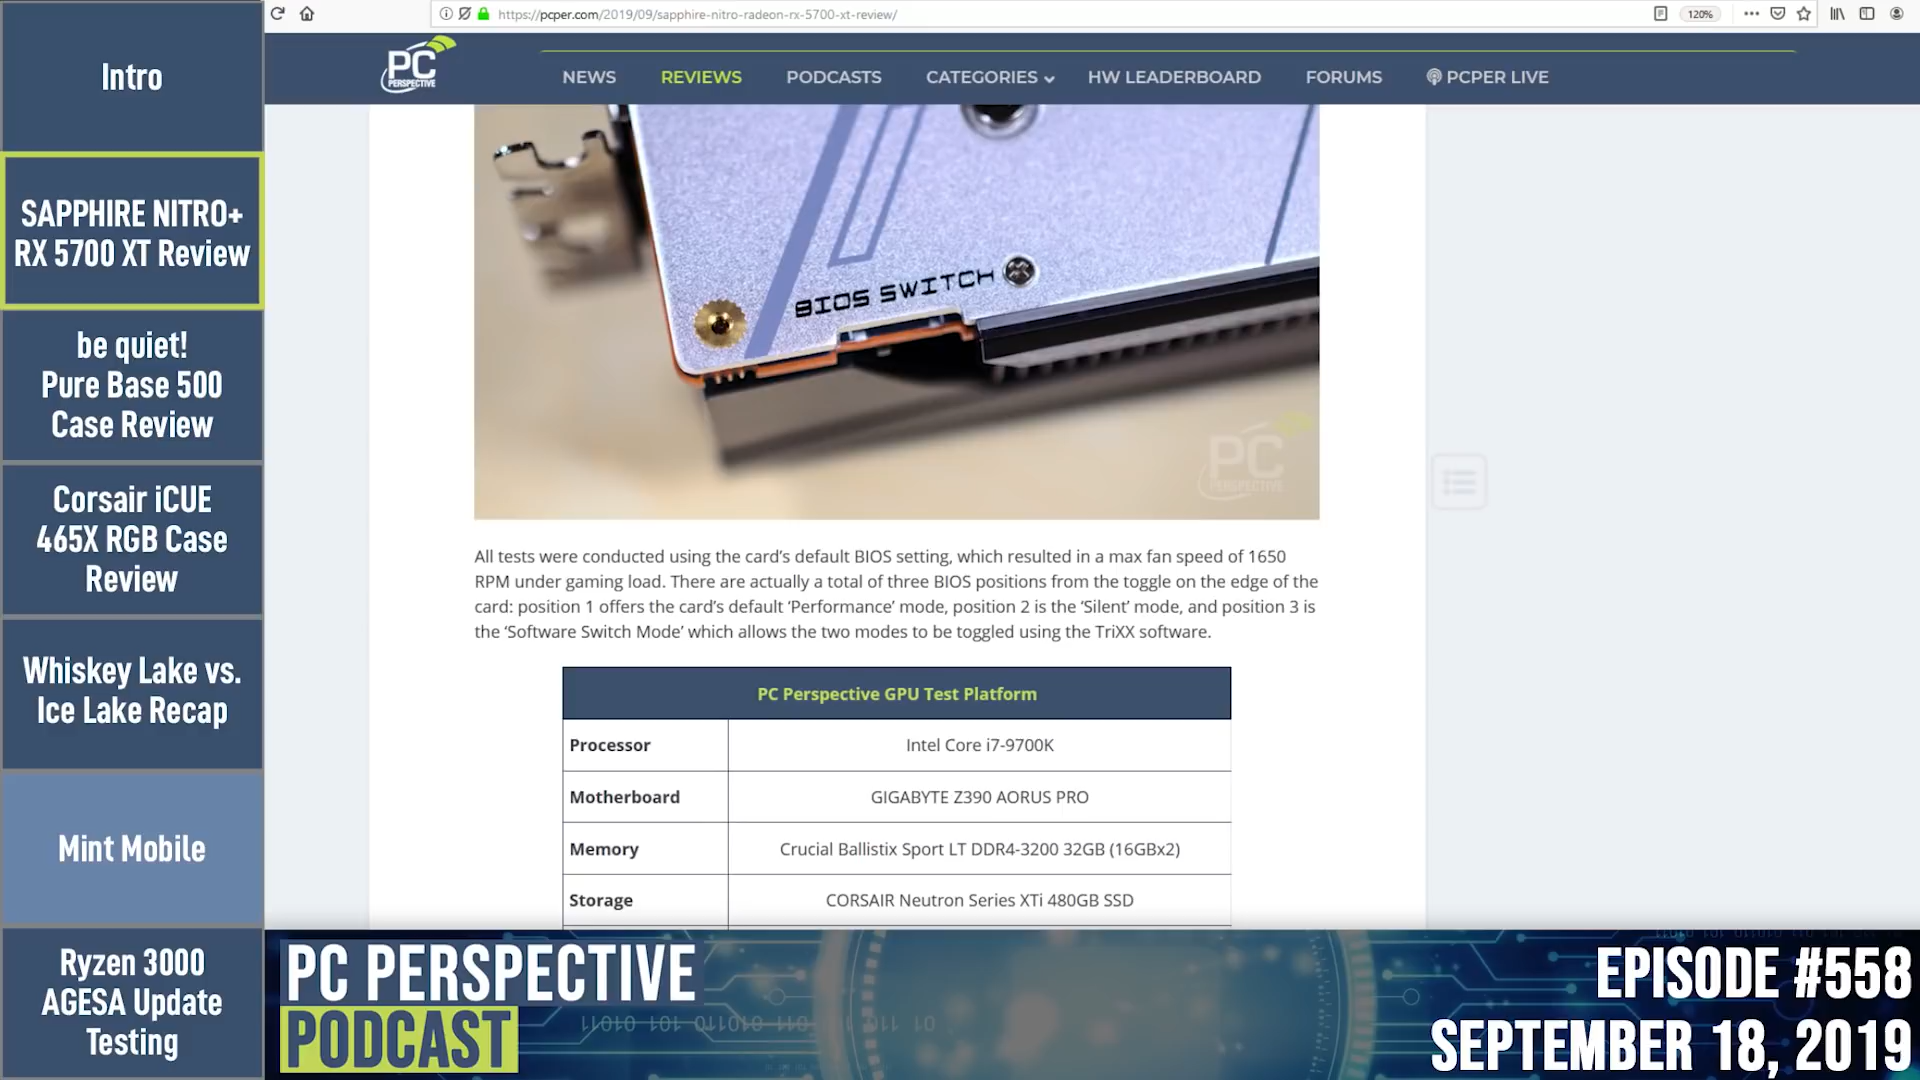 https://pcper.com/2019/09/sapphire-nitro-radeon-rx-5700-xt-review/
120%
PC
PERSPECTIVE
NEWS
REVIEWS
PODCASTS
CATEGORIES
HW LEADERBOARD
FORUMS
PCPER LIVE
Intro
SAPPHIRE NITRO+
RX 5700 XT Review
be quiet!
Pure Base 500
Case Review
Corsair iCUE
465X RGB Case
Review
Whiskey Lake vs.
Ice Lake Recap
Mint Mobile
Ryzen 3000
AGESA Update
Testing
BIOS SWITCH
PC
PERSPECTIVE
All tests were conducted using the card’s default BIOS setting, which resulted in a max fan speed of 1650
RPM under gaming load. There are actually a total of three BIOS positions from the toggle on the edge of the
card: position 1 offers the card’s default ‘Performance’ mode, position 2 is the ‘Silent’ mode, and position 3 is
the ‘Software Switch Mode’ which allows the two modes to be toggled using the TriXX software.
PC Perspective GPU Test Platform
Processor Intel Core i7-9700K
Motherboard GIGABYTE Z390 AORUS PRO
Memory Crucial Ballistix Sport LT DDR4-3200 32GB (16GBx2)
Storage CORSAIR Neutron Series XTi 480GB SSD
PC PERSPECTIVE
PODCAST
EPISODE #558
SEPTEMBER 18, 2019